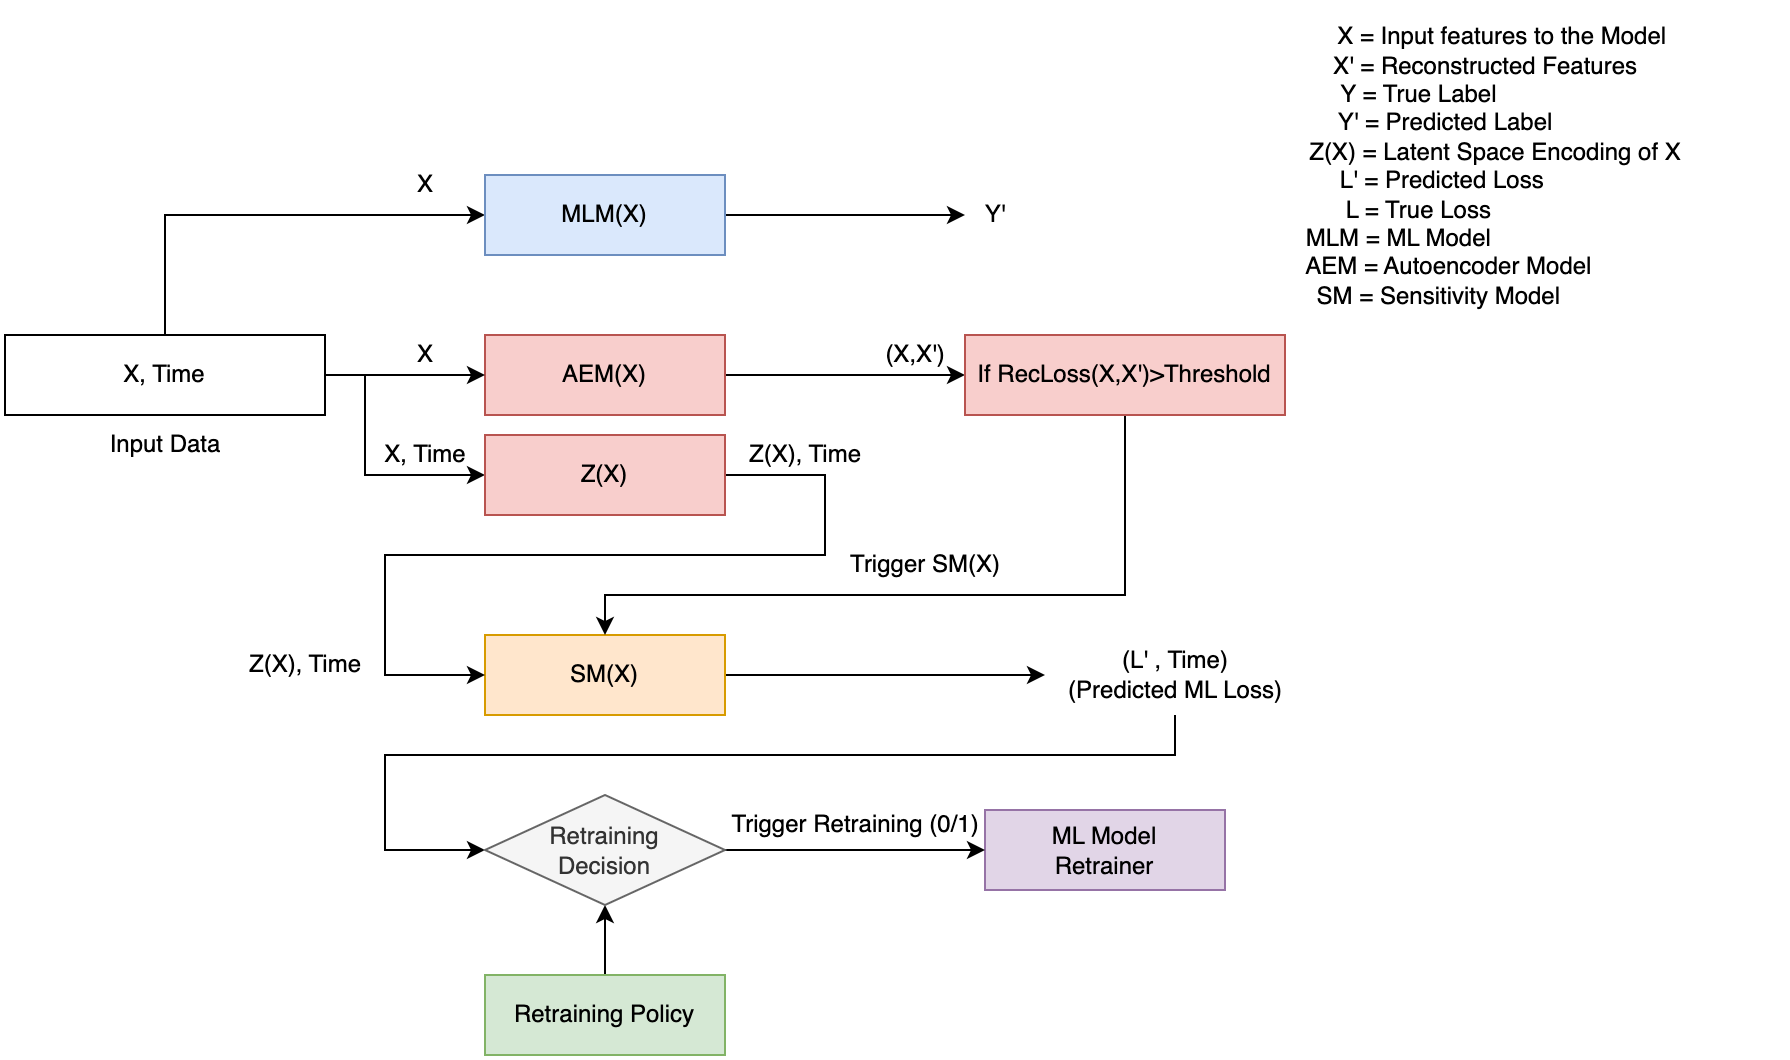 X = Input features to the Model
X' = Reconstructed Features
Y = True Label
Y' = Predicted Label
Z(X) = Latent Space Encoding of X
L' = Predicted Loss
L = True Loss
MLM = ML Model
AEM = Autoencoder Model
SM = Sensitivity Model
X
MLM(X)
Y'
X, Time
Input Data
X
AEM(X)
(X,X')
If RecLoss(X,X')>Threshold
X, Time
Z(X)
Z(X), Time
Trigger SM(X)
Z(X), Time
SM(X)
(L' , Time)
(Predicted ML Loss)
Retraining
Decision
Trigger Retraining (0/1)
ML Model
Retrainer
Retraining Policy